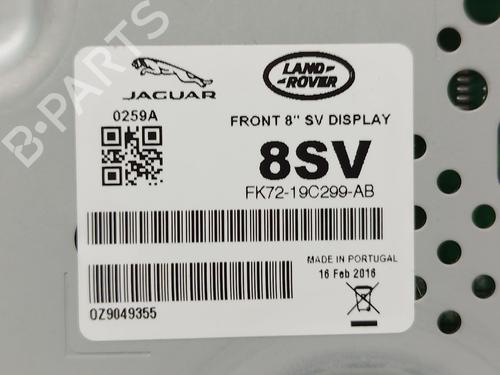 JAGUAR
LAND-
-ROVER
0259A
FRONT 8" SV DISPLAY
8SV
FK72-19C299-AB
MADE IN PORTUGAL
16 Feb 2016
0Z9049355
B-PARTS